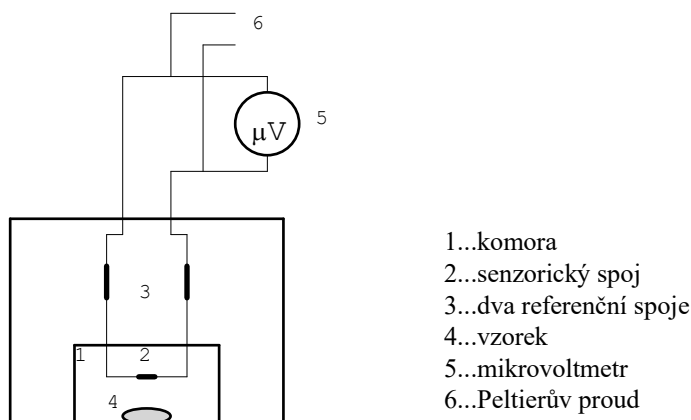 6
5
μV
3
1
2
4
1...komora
2...senzorický spoj
3...dva referenční spoje
4...vzorek
5...mikrovoltmetr
6...Peltierův proud